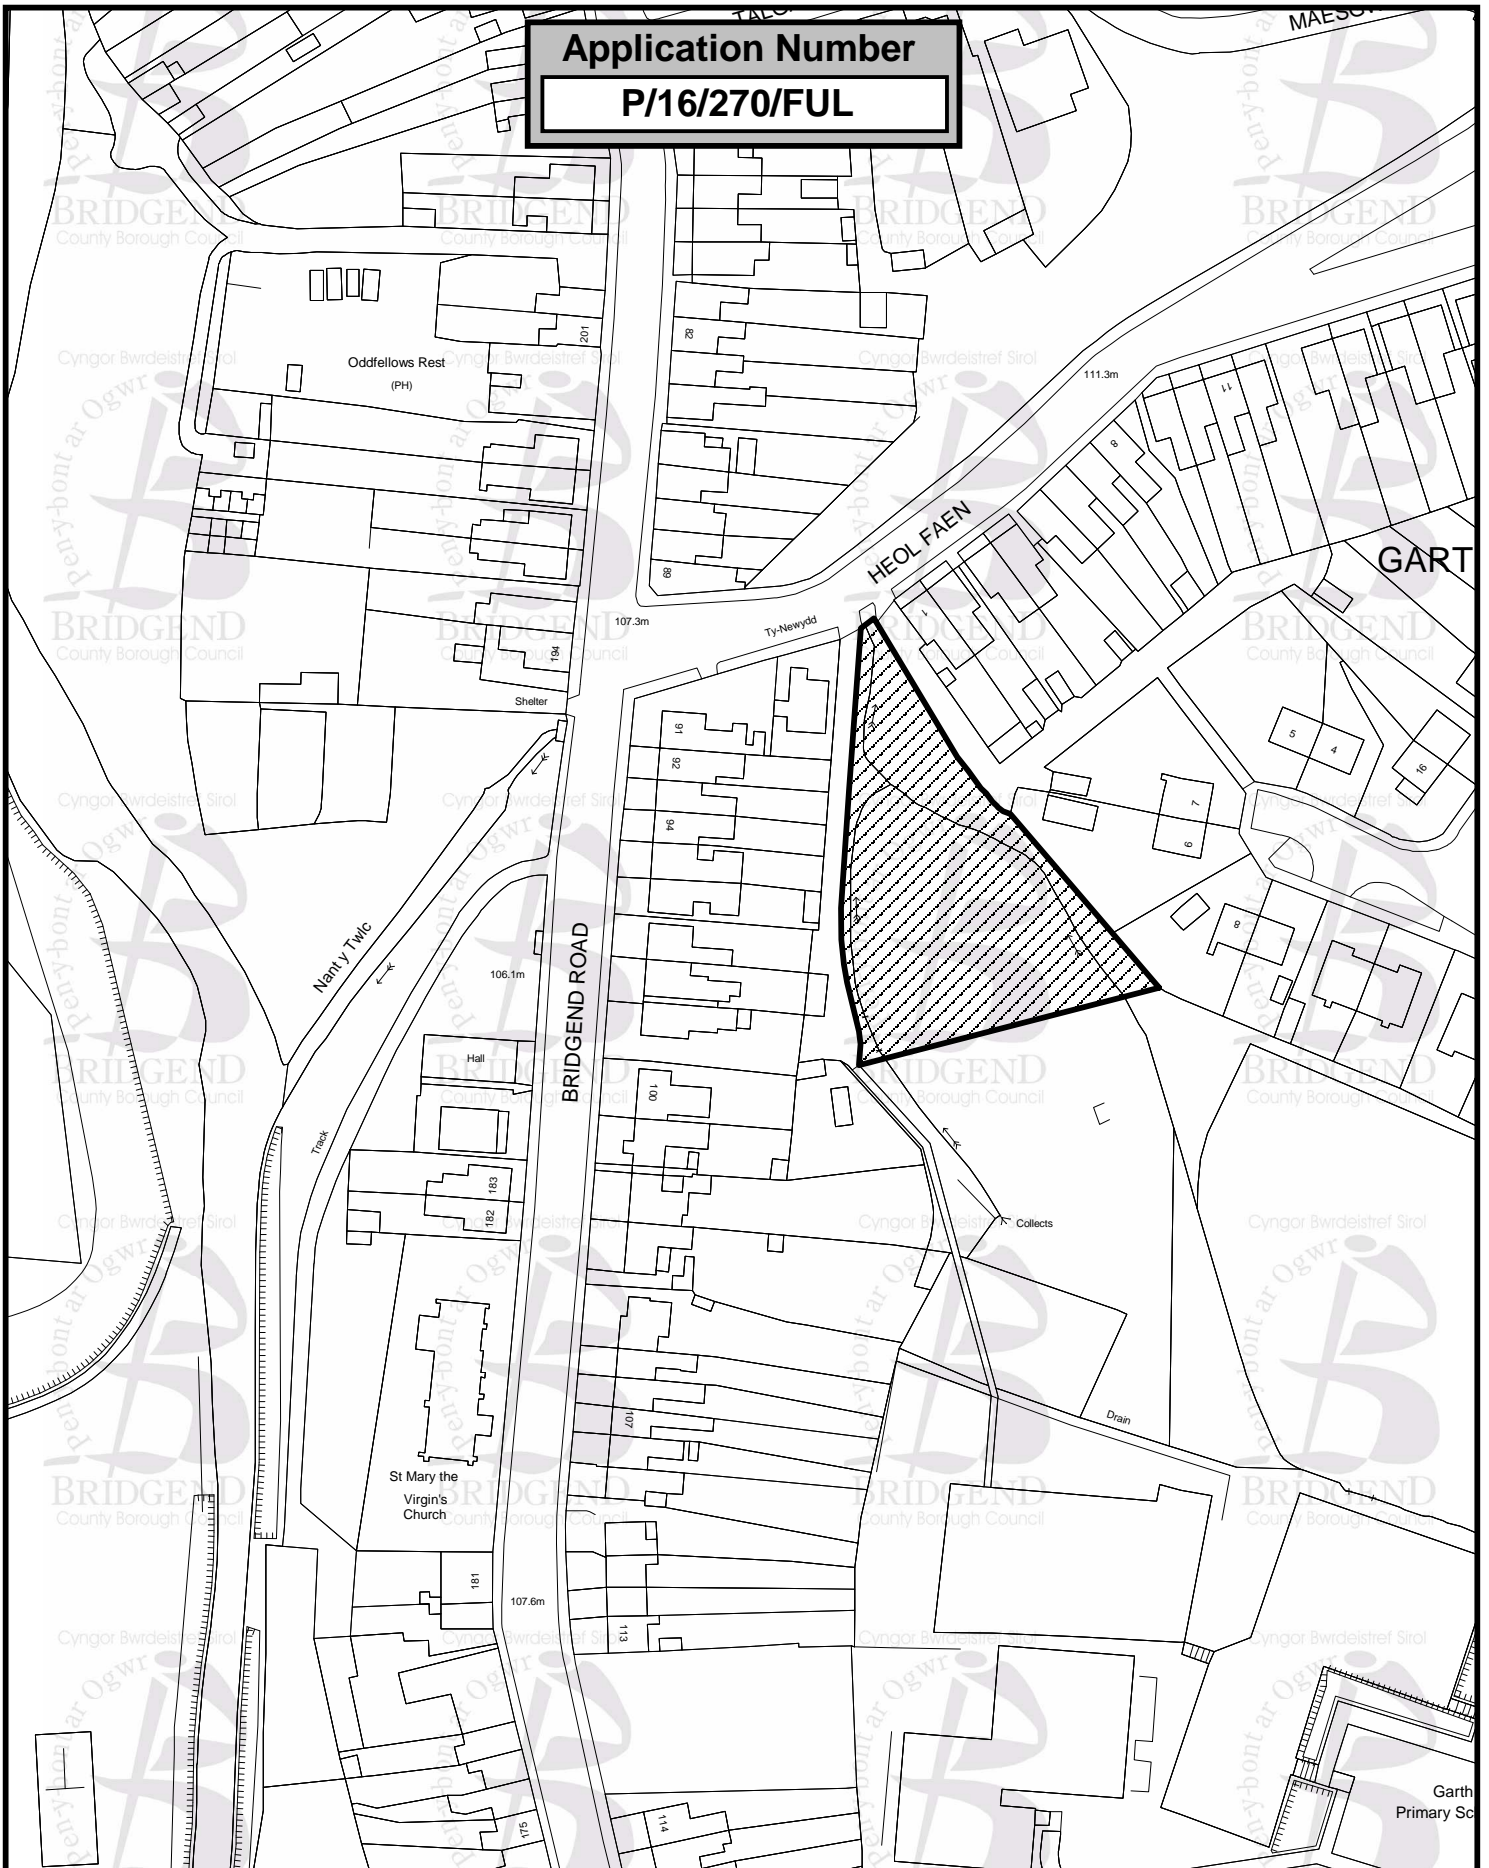 Application Number
P/16/270/FUL
201
82
Oddfellows Rest
(PH)
111.3m
11
8
HEOL FAEN
GART
89
1
107.3m
Ty-Newydd
194
Shelter
91
92
94
5
4
16
7
6
8
Nant y Twlc
106.1m
BRIDGEND ROAD
Hall
100
Track
183
182
Collects
107
Drain
St Mary the
Virgin's
Church
181
107.6m
113
175
114
Garth
Primary Sc
Cyngor Bwrdeistref Sirol
Pen-y-bont ar Ogwr
BRIDGEND
County Borough Council